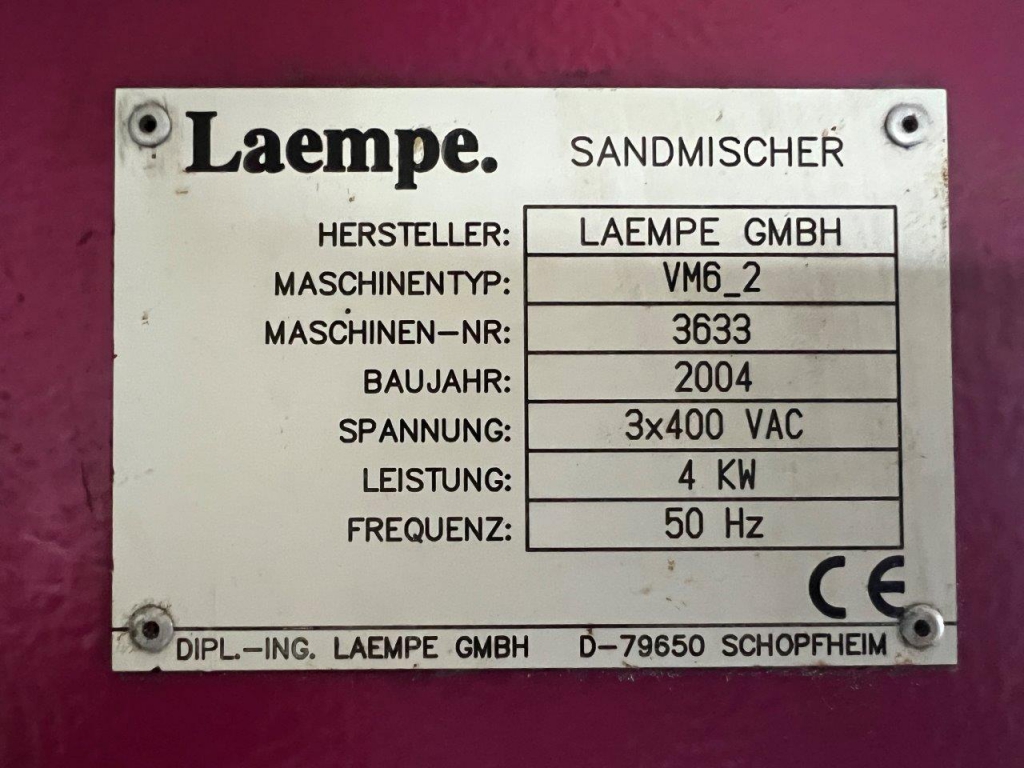 Laempe. SANDMISCHER
HERSTELLER: LAEMPE GMBH
MASCHINENTYP: VM6_2
MASCHINEN-NR: 3633
BAUJAHR: 2004
SPANNUNG: 3x400 VAC
LEISTUNG: 4 KW
FREQUENZ: 50 Hz
CE
DIPL.-ING. LAEMPE GMBH D-79650 SCHOPFHEIM